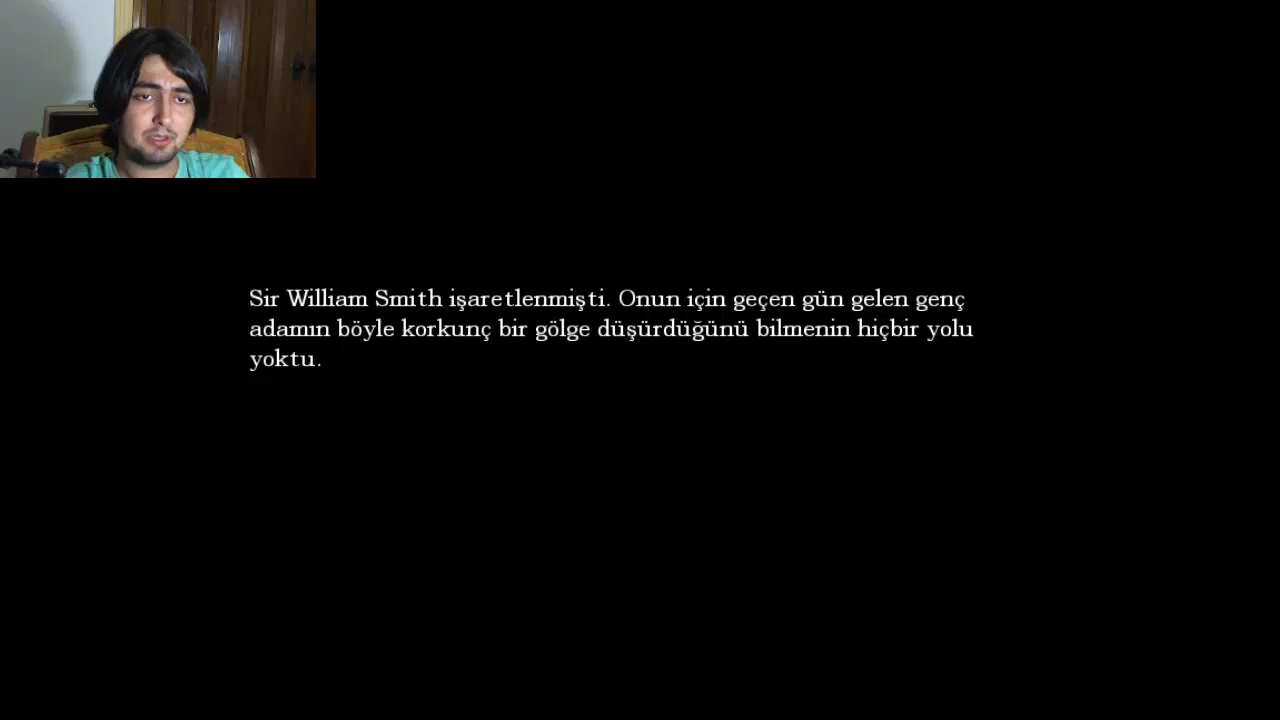 Sir William Smith işaretlenmişti. Onun için geçen gün gelen genç
adamın böyle korkunç bir gölge düşürdüğünü bilmenin hiçbir yolu
yoktu.